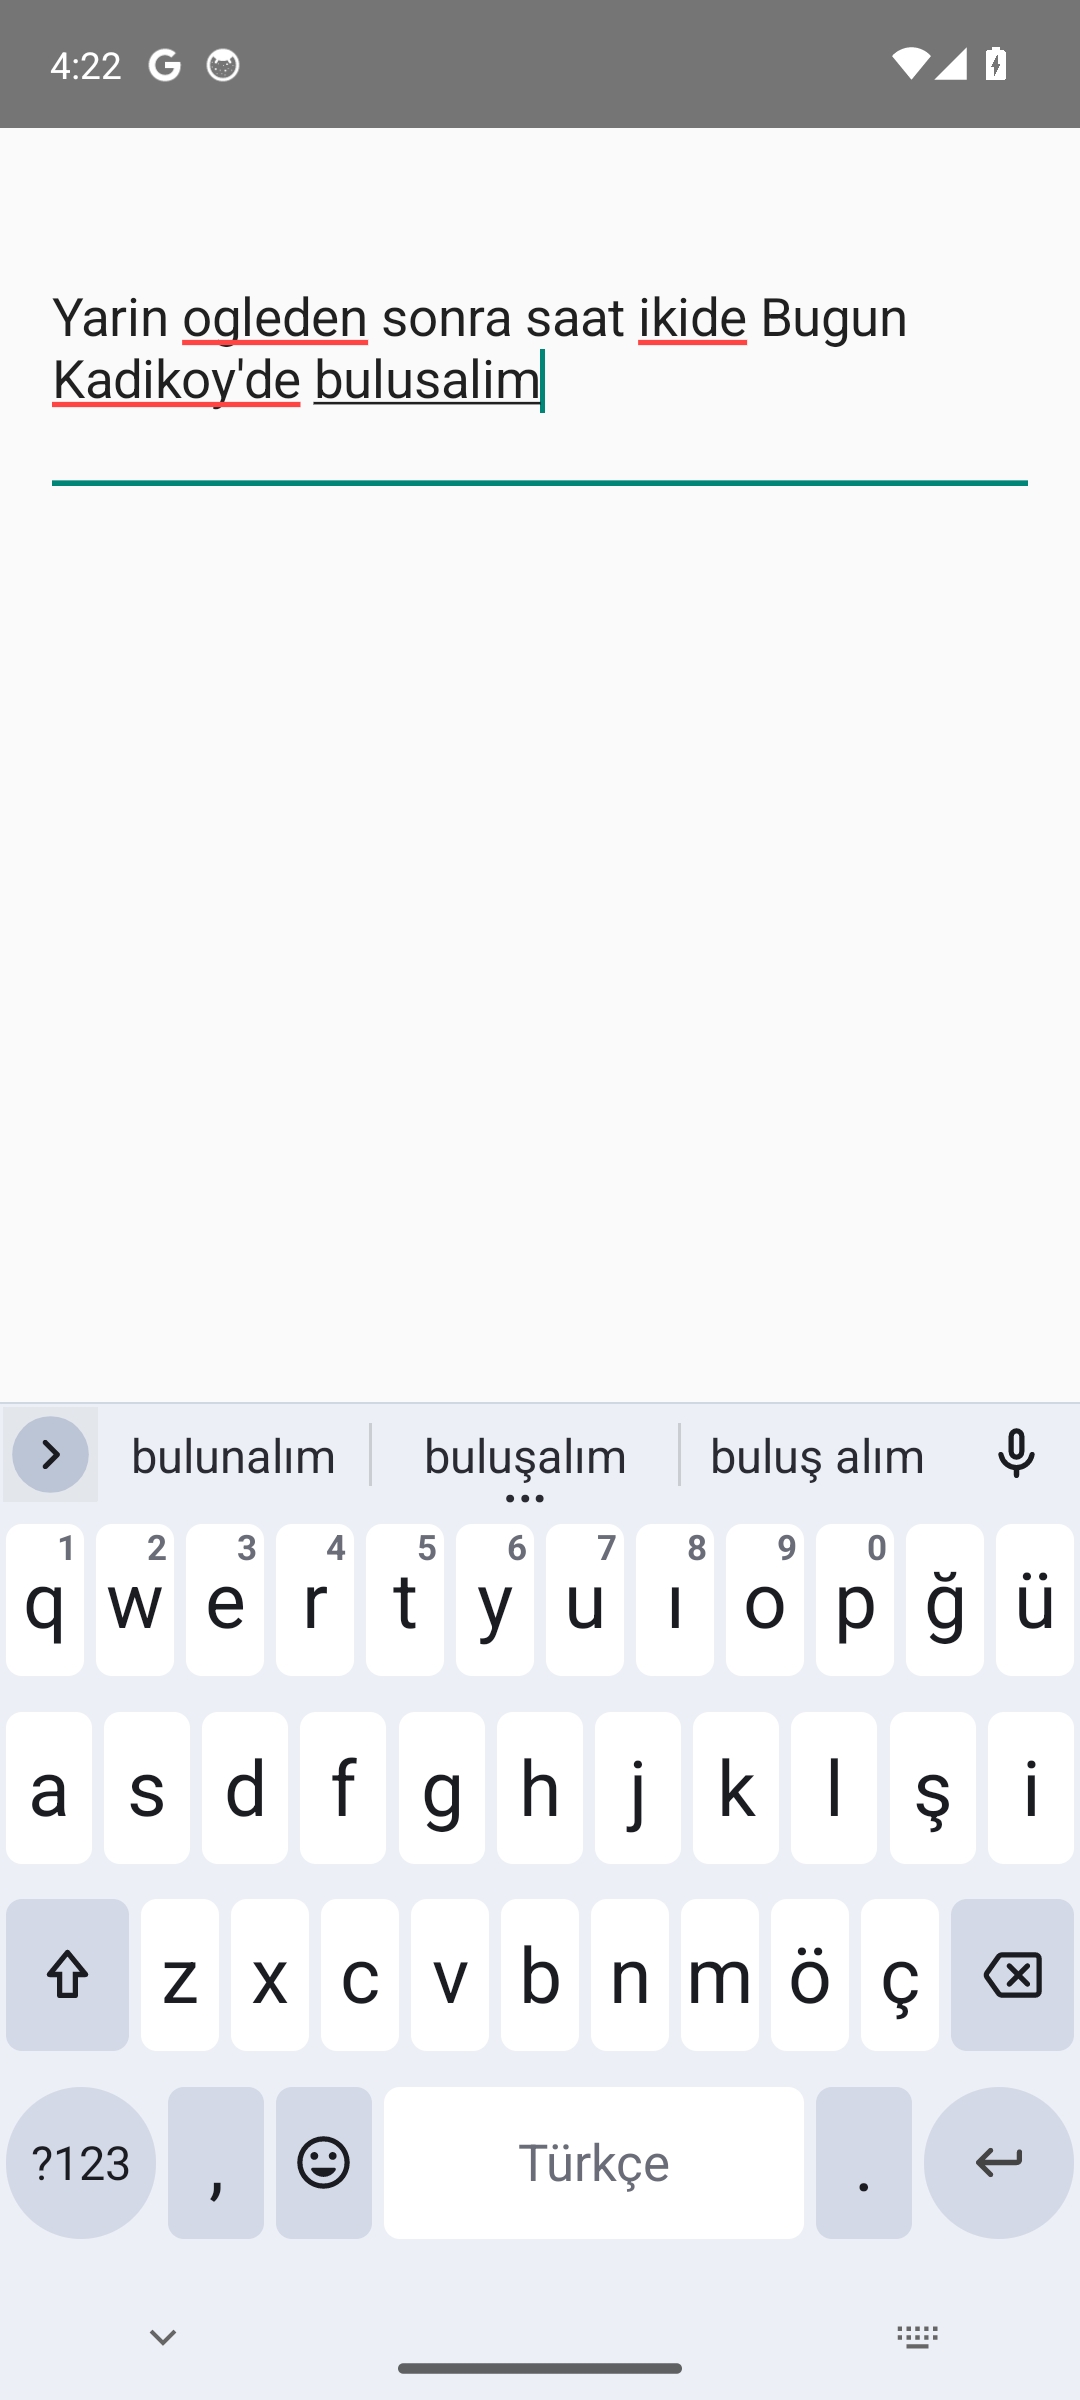 4:22
Yarin ogleden sonra saat ikide Bugun
Kadikoy'de bulusalim
bulunalım buluşalım buluş alım
1 2 3 4 5 6 7 8 9 0
q w e r t y u ı o p ğ ü
a s d f g h j k l ş i
z x c v b n m ö ç
?123 , Türkçe .